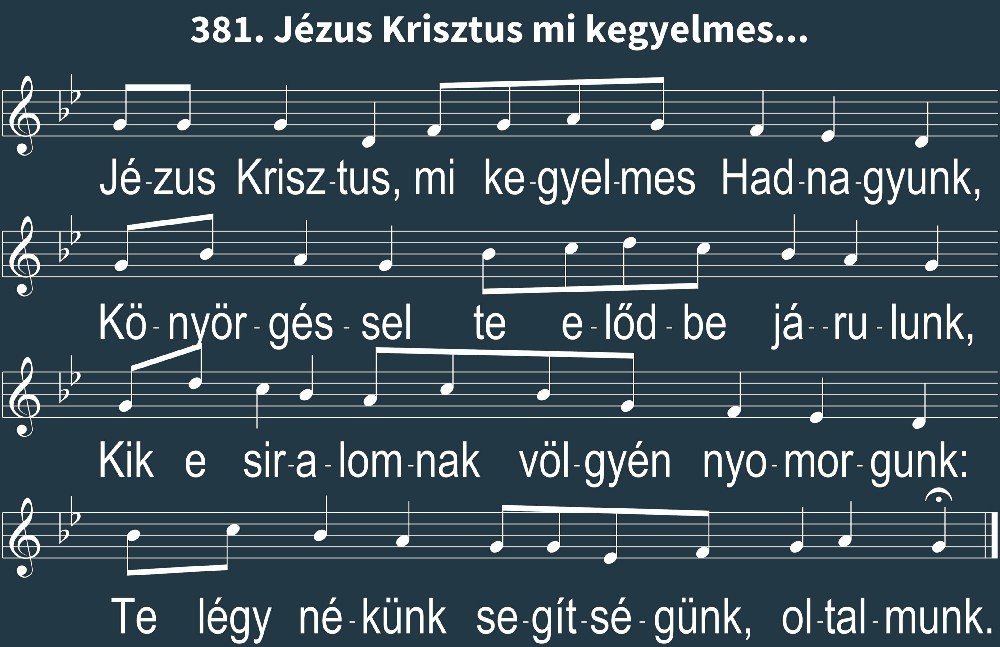 381. Jézus Krisztus mi kegyelmes...
Jé-zus Krisz-tus, mi ke-gyel-mes Had-na-gyunk,
Kö-nyör-gés-sel te e-lőd-be já--ru-lunk,
Kik e sir-a-lom-nak völ-gyén nyo-mor-gunk:
Te légy né-künk se-gít-sé-günk, ol-tal-munk.